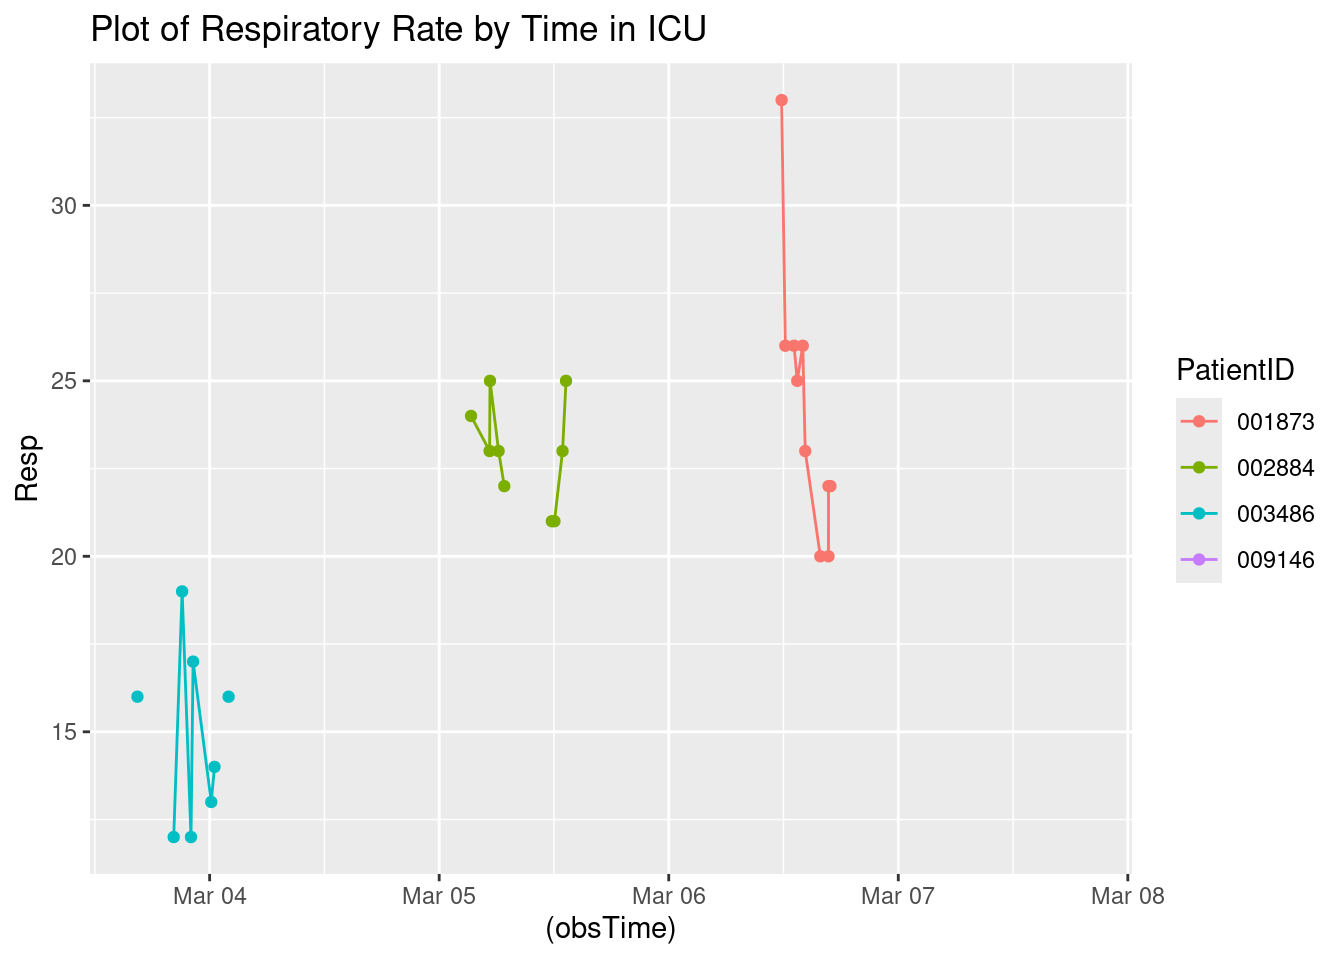 Plot of Respiratory Rate by Time in ICU
30
25
20
15
Resp
Mar 04
Mar 05
Mar 06
Mar 07
Mar 08
(obsTime)
PatientID
001873
002884
003486
009146